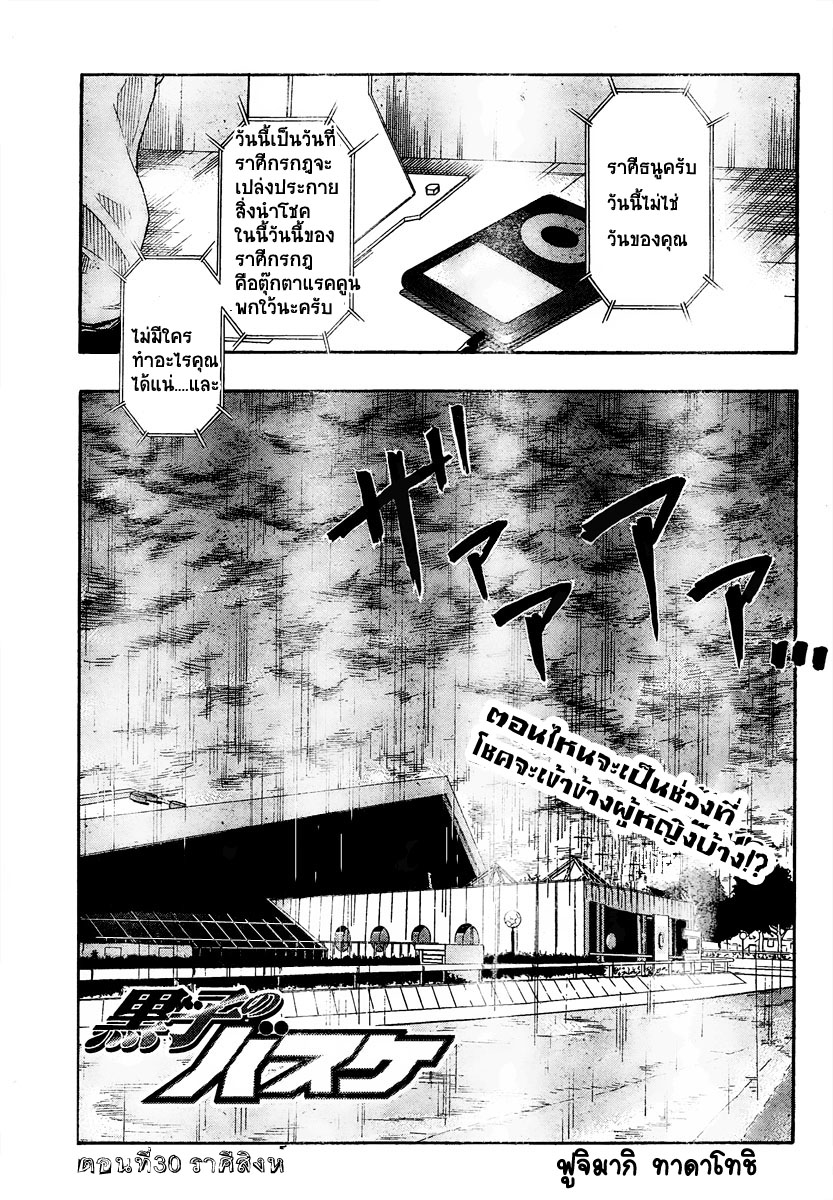 ราศีธนูครับ
วันนี้ไม่ใช่
วันของคุณ
วันนี้เป็นวันที่
ราศีกรกฎจะ
เปล่งประกาย
สิ่งนำโชค
ในนี้วันนี้ของ
ราศีกรกฎ
คือตุ๊กตาแรคคูน
พกใว้นะครับ
ไม่มีใคร
ทำอะไรคุณ
ได้แน่....และ
ザァァァァ…
ตอนไหนจะเป็นช่วงที่
โชคจะเข้าข้างผู้หญิงบ้าง!?
黒子の
バスケ
ตอนที่30 ราศีสิงห์
ฟูจิมากิ ทาดาโทชิ